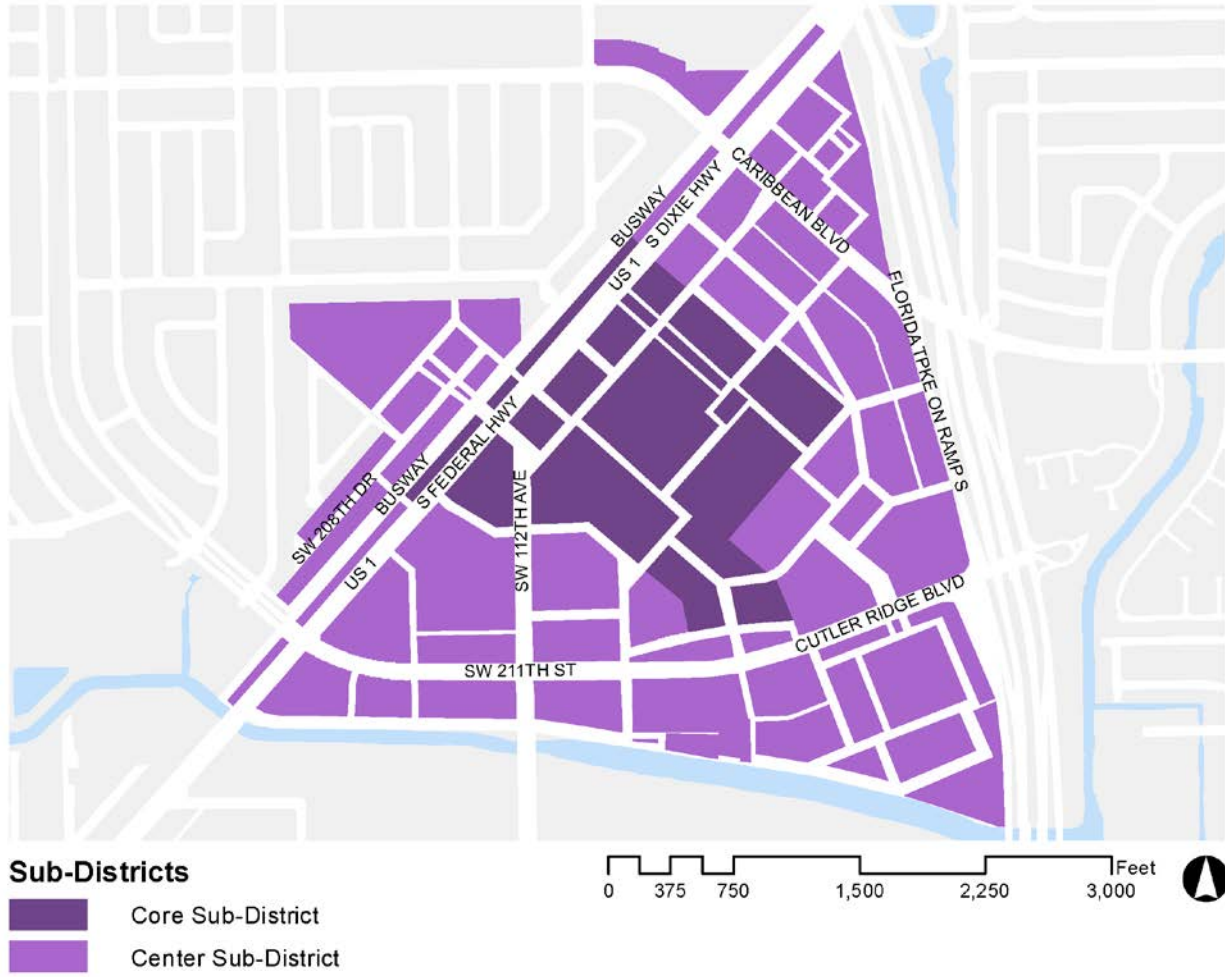 CARIBBEAN BLVD
BUSWAY
S DIXIE HWY
US 1
FLORIDA TPKE ON RAMP S
S FEDERAL HWY
BUSWAY
SW 208TH DR
SW 112TH AVE
US 1
CUTLER RIDGE BLVD
SW 211TH ST
Sub-Districts
Core Sub-District
Center Sub-District
Feet
0 375 750 1,500 2,250 3,000